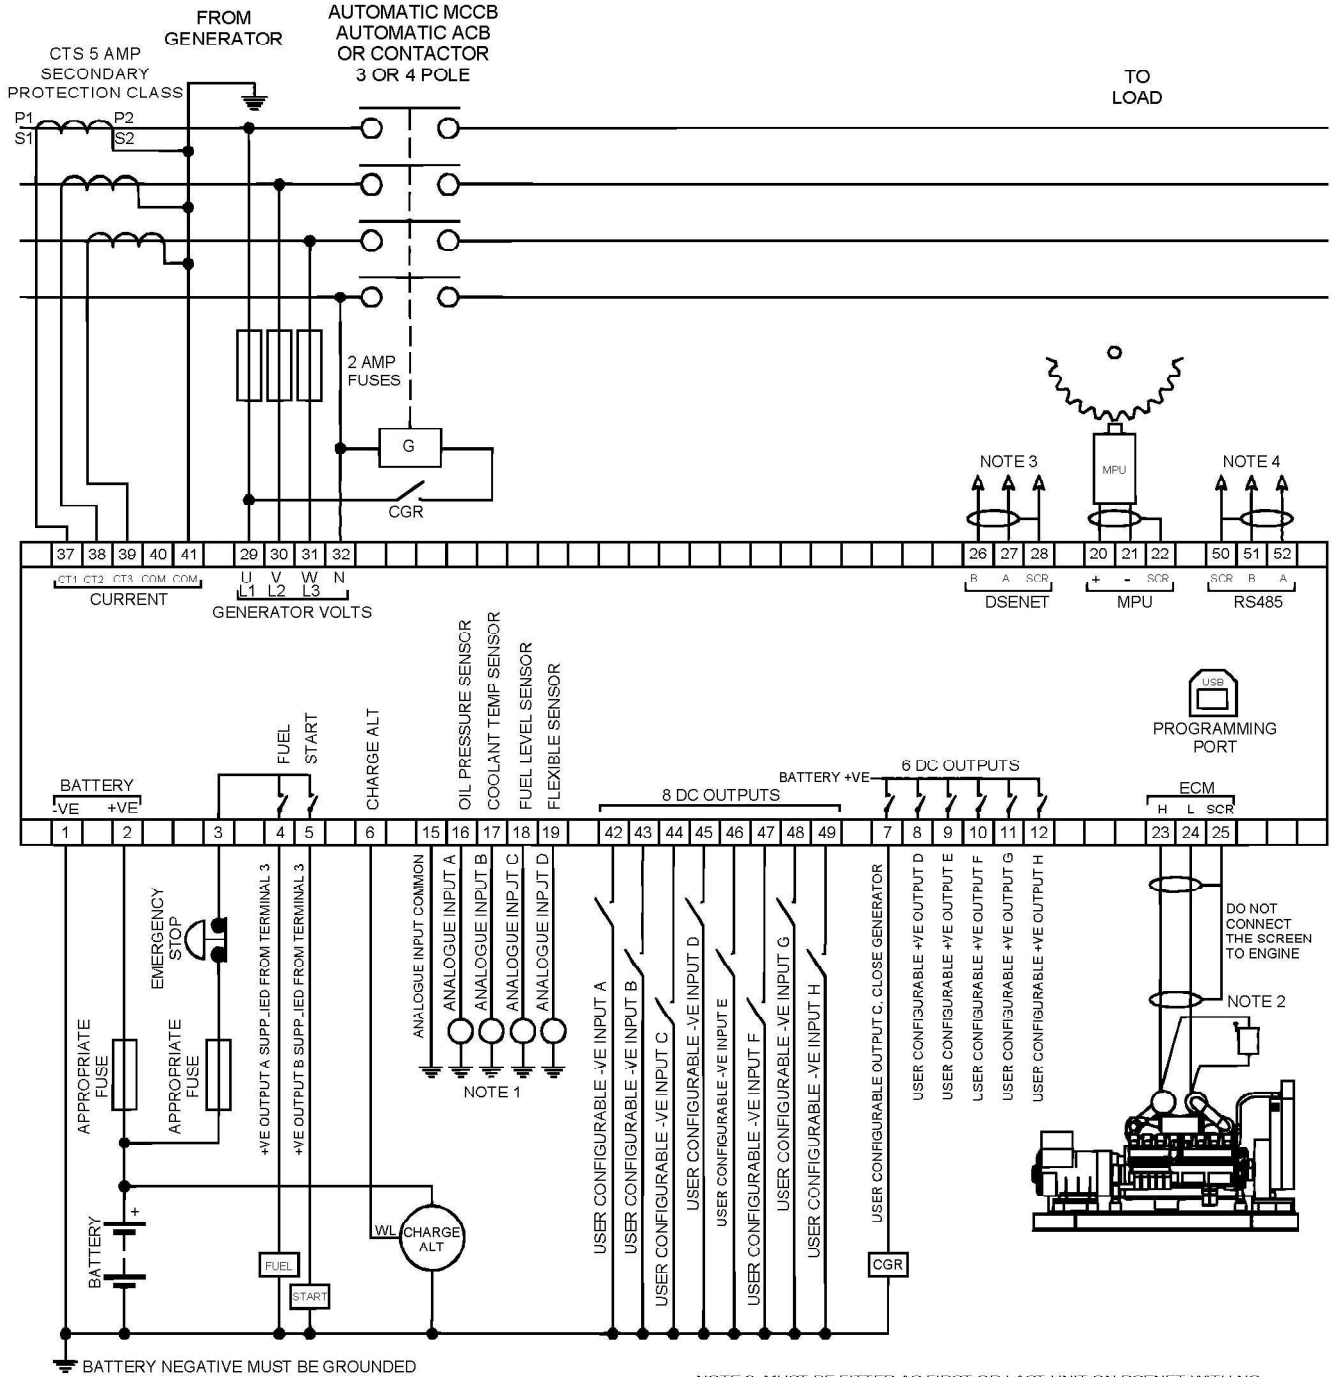 FROM
GENERATOR
AUTOMATIC MCCB
AUTOMATIC ACB
OR CONTACTOR
3 OR 4 POLE
CTS 5 AMP
SECONDARY
PROTECTION CLASS
TO
LOAD
P1
P2
S1
S2
2 AMP
FUSES
G
CGR
NOTE 3
MPU
NOTE 4
37 38 39 40 41 29 30 31 32 26 27 28 20 21 22 50 51 52
CT1 CT2 CT3 COM COM
CURRENT
U V W N
L1 L2 L3
GENERATOR VOLTS
B A SCR
DSENET
+ - SCR
MPU
SCR B A
RS485
USB
PROGRAMMING
PORT
FUEL
START
CHARGE ALT
OIL PRESSURE SENSOR
COOLANT TEMP SENSOR
FUEL LEVEL SENSOR
FLEXIBLE SENSOR
BATTERY
-VE +VE
8 DC OUTPUTS
BATTERY +VE
6 DC OUTPUTS
ECM
H L SCR
1 2 3 4 5 6 15 16 17 18 19 42 43 44 45 46 47 48 49 7 8 9 10 11 12 23 24 25
EMERGENCY
STOP
APPROPRIATE
FUSE
APPROPRIATE
FUSE
+VE OUTPUT A SUPP_IED FROM TERMINAL 3
+VE OUTPUT B SUPP_IED FROM TERMINAL 3
ANALOGUE INPUT COMMON
ANALOGUE INPUT A
ANALOGUE INPUT B
ANALOGUE INPJT C
ANALOGUE INPJT D
NOTE 1
USER CONFIGURABLE -VE INPUT A
USER CONFIGURABLE -VE INPUT B
USER CONFIGURABLE -VE INPUT C
USER CONFIGURABLE -VE INPUT D
USER CONFIGURABLE -VE INPUT E
USER CONFIGURABLE -VE INPUT F
USER CONFIGURABLE -VE INPUT G
USER CONFIGURABLE -VE INPUT H
USER CONFIGURABLE OUTPUT C, CLOSE GENERATOR
USER CONFIGURABLE +VE OUTPUT D
USER CONFIGURABLE +VE OUTPUT E
USER CONFIGURABLE +VE OUTPUT F
USER CONFIGURABLE +VE OUTPUT G
USER CONFIGURABLE +VE OUTPUT H
DO NOT
CONNECT
THE SCREEN
TO ENGINE
NOTE 2
+
BATTERY
WL
CHARGE
ALT
FUEL
START
CGR
BATTERY NEGATIVE MUST BE GROUNDED